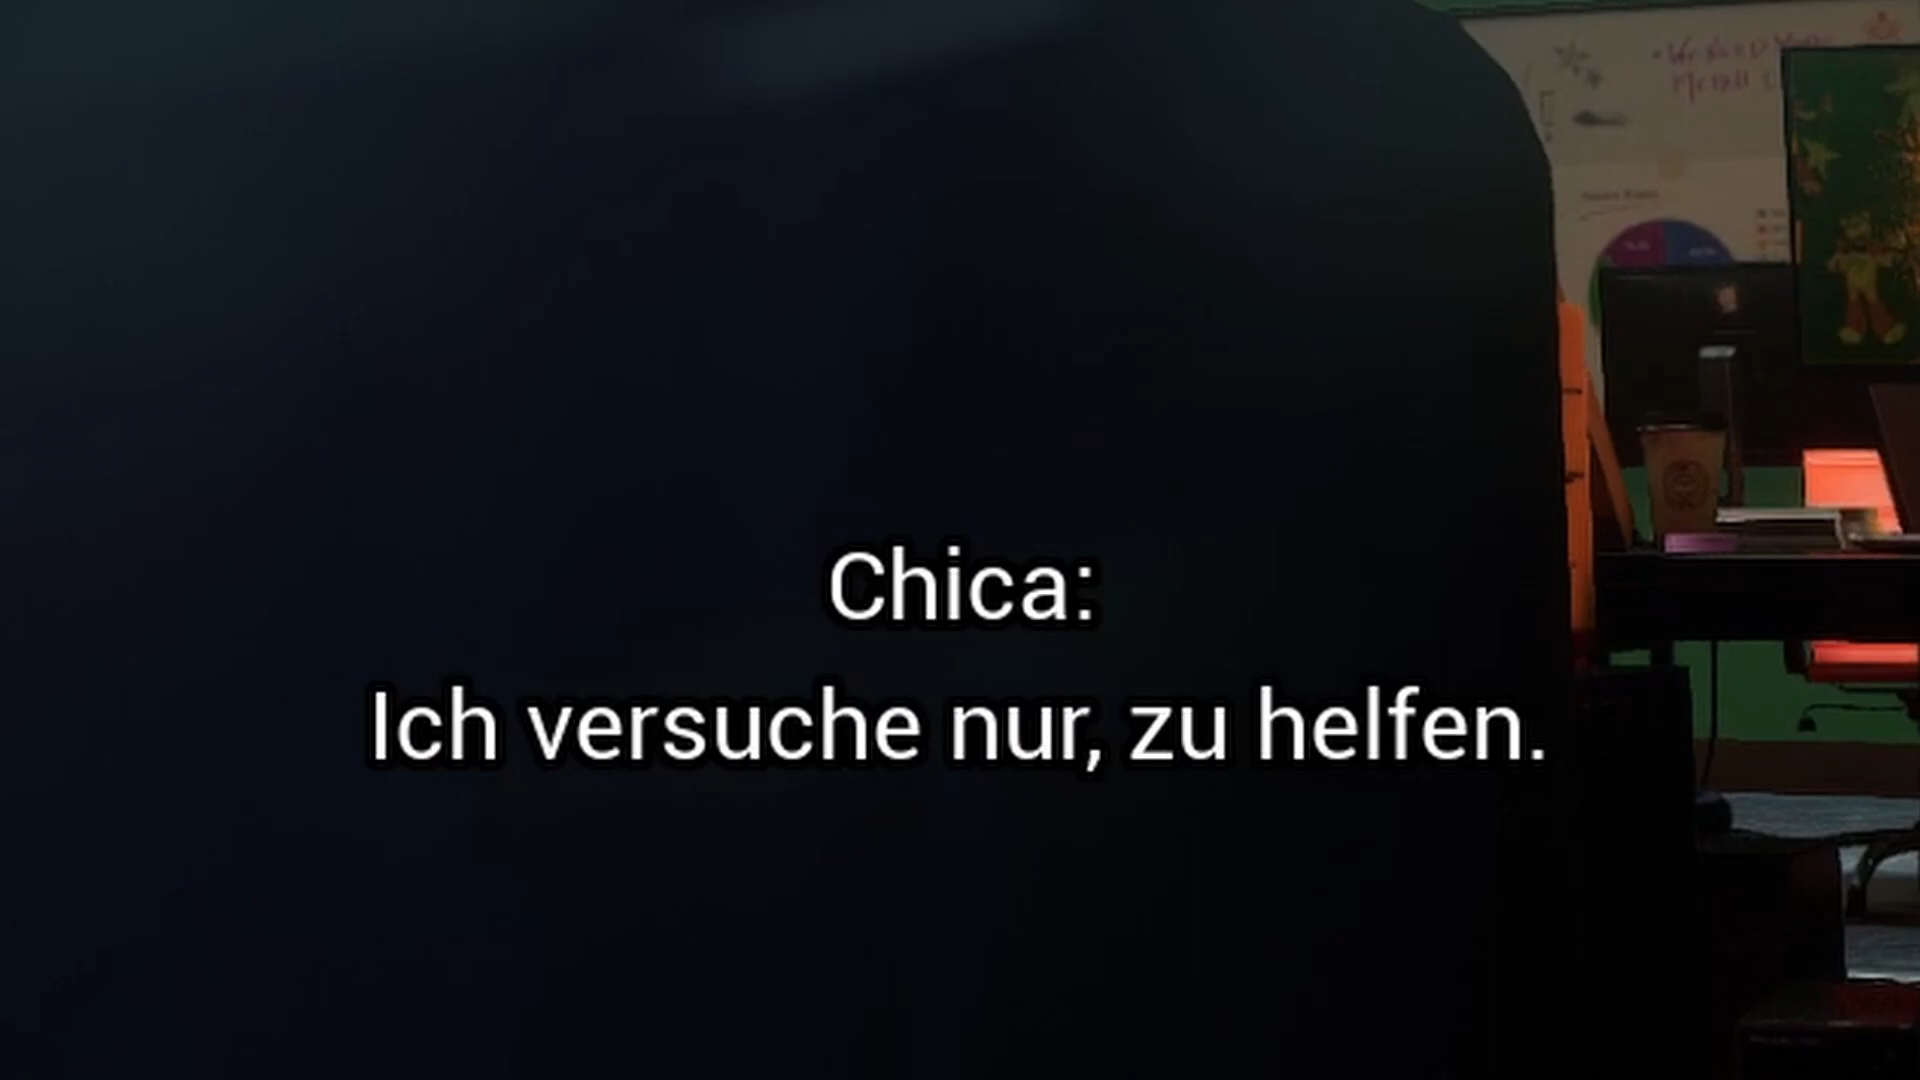 Chica:
Ich versuche nur, zu helfen.